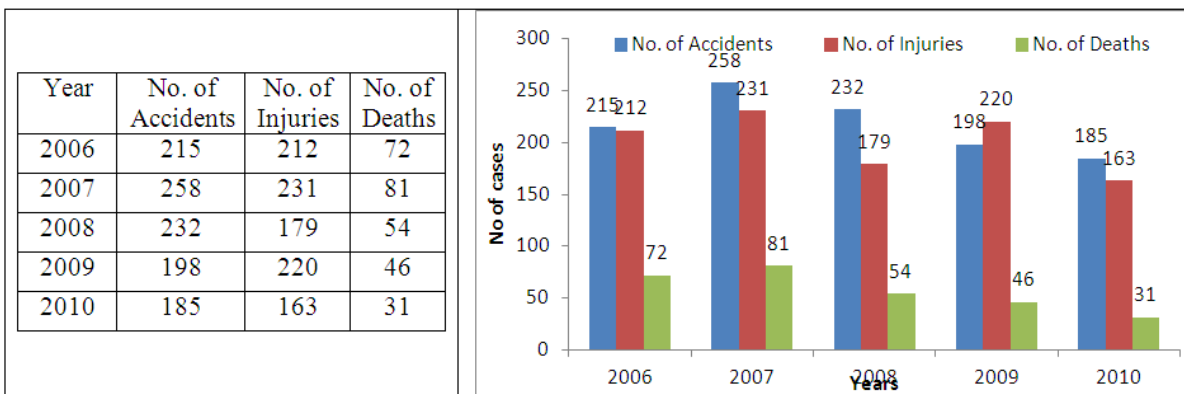 Year No. of Accidents No. of Injuries No. of Deaths
2006 215 212 72
2007 258 231 81
2008 232 179 54
2009 198 220 46
2010 185 163 31
No. of Accidents No. of Injuries No. of Deaths
No of cases
300
250
200
150
100
50
0
215 212 72
258 231 81
232 179 54
198 220 46
185 163 31
2006 2007 2008 2009 2010
Years